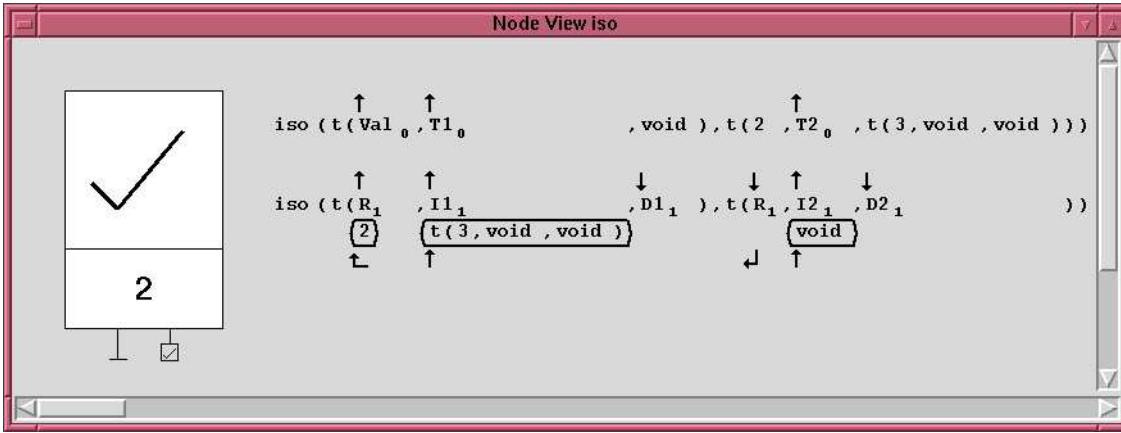 Node View iso
iso (t(Val 0 ,T1 0 ,void ),t(2 ,T2 0 ,t(3,void ,void )))
iso (t(R 1 ,I1 1 ,D1 1 ),t(R 1 ,I2 1 ,D2 1 ))
2 t(3,void ,void ) void
2